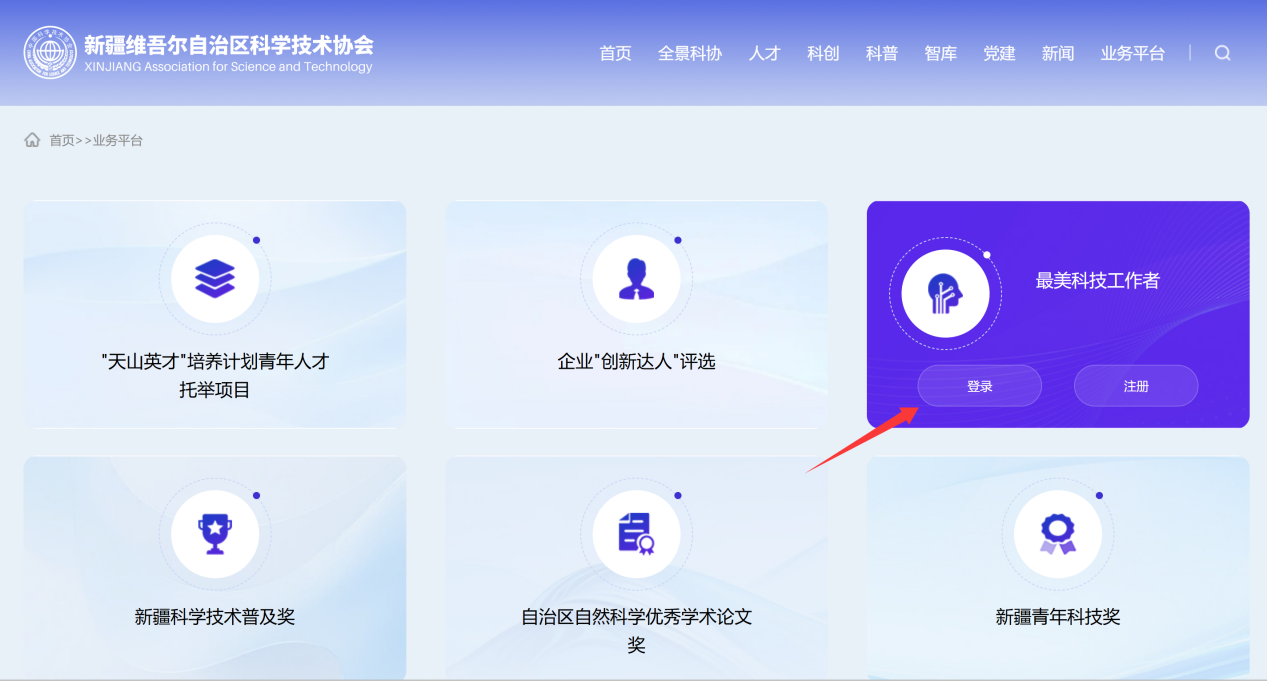 新疆维吾尔自治区科学技术协会
XINJIANG Association for Science and Technology
首页 全景科协 人才 科创 科普 智库 党建 新闻 业务平台
首页>>业务平台
"天山英才"培养计划青年人才
托举项目
企业"创新达人"评选
最美科技工作者
登录 注册
新疆科学技术普及奖
自治区自然科学优秀学术论文
奖
新疆青年科技奖